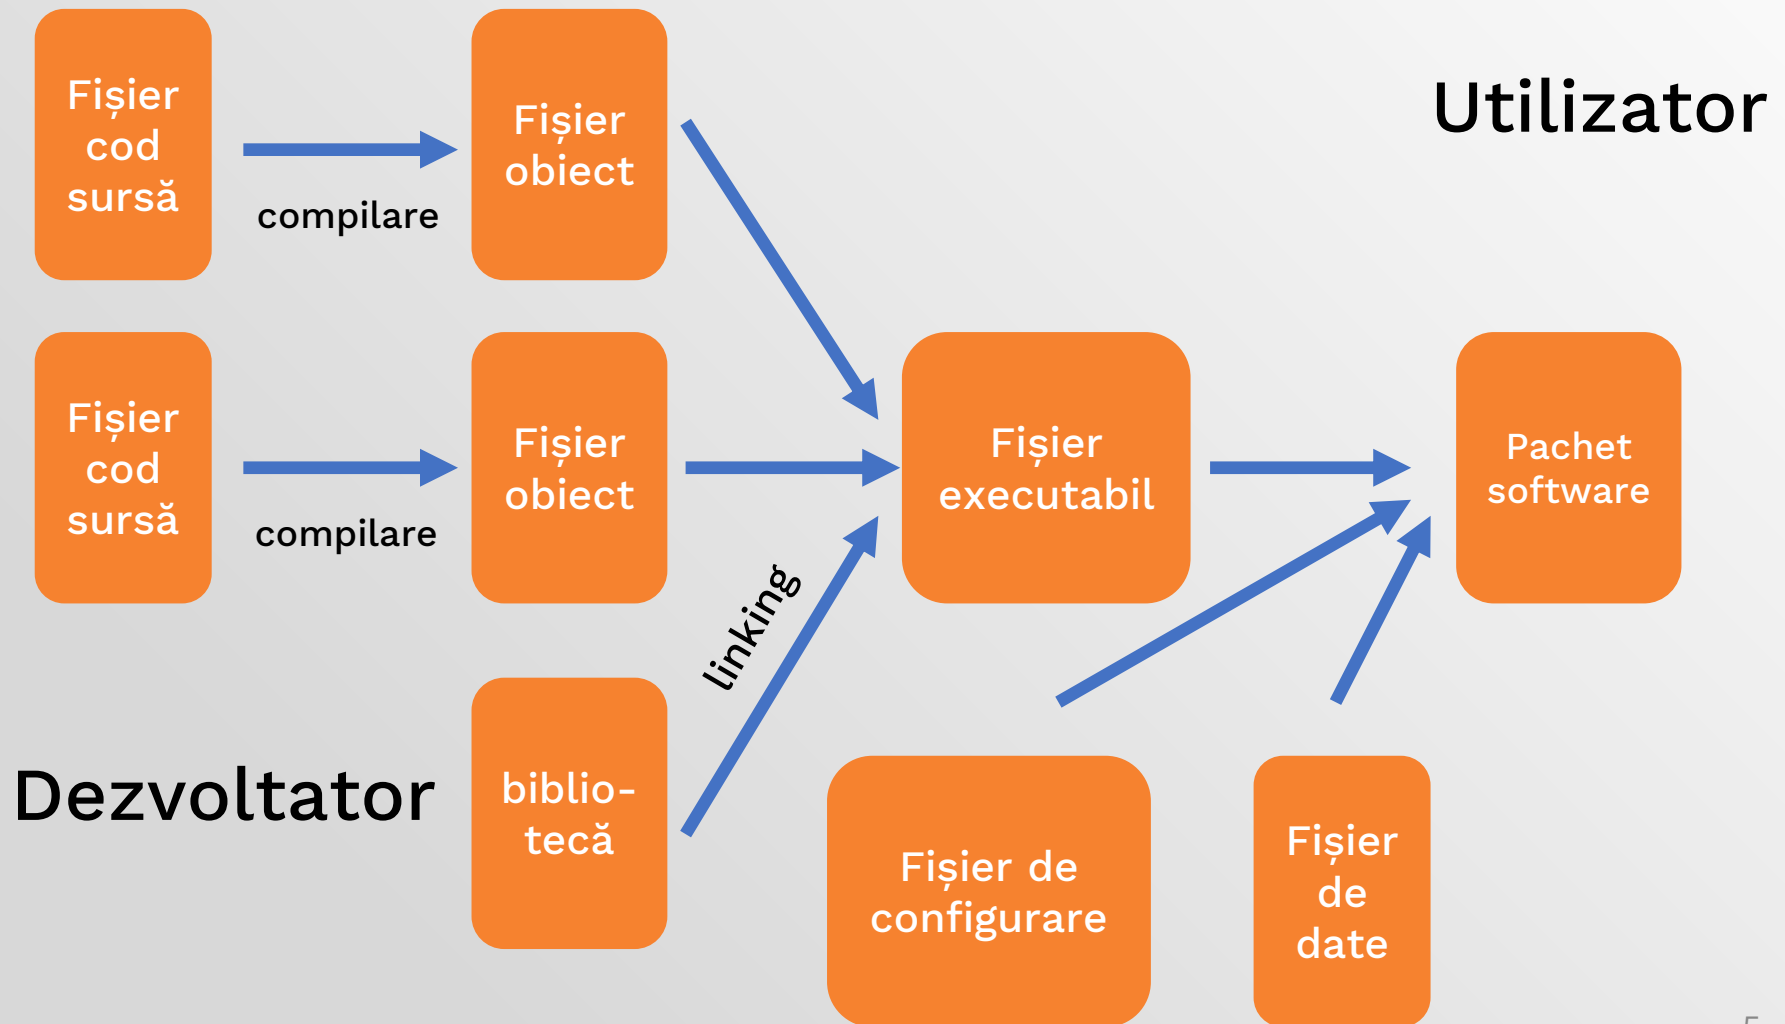 Fișier
cod
sursă
compilare
Fișier
obiect
Utilizator
Fișier
cod
sursă
compilare
Fișier
obiect
linking
Fișier
executabil
Pachet
software
Dezvoltator
biblio-
tecă
Fișier de
configurare
Fișier
de
date
5